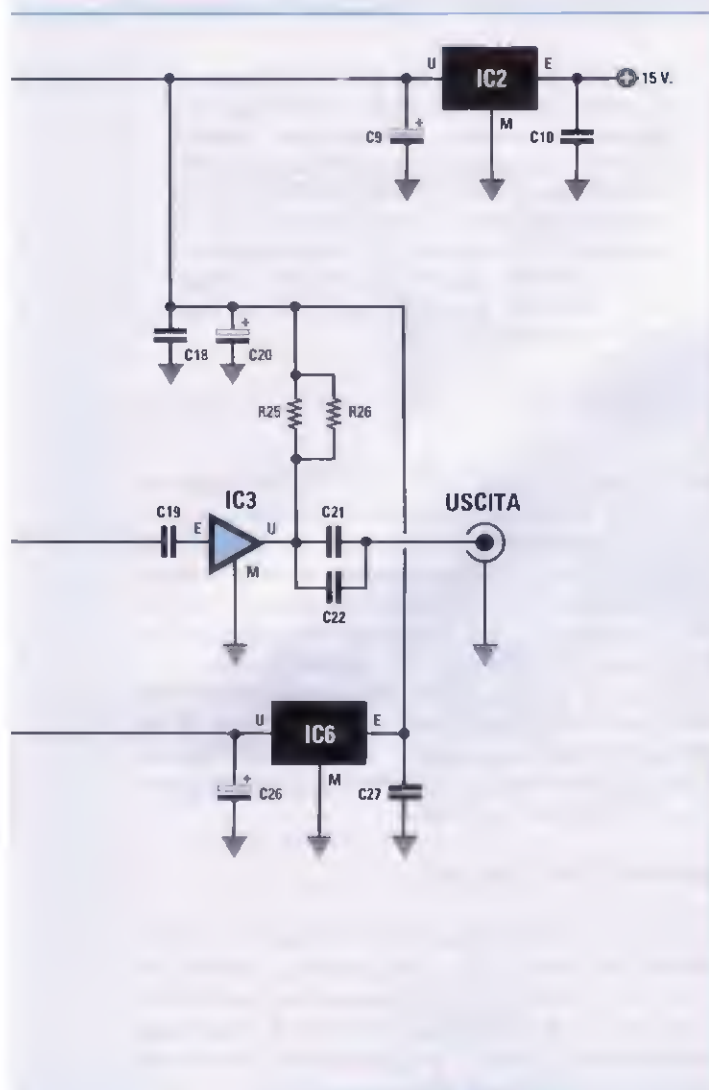 U
IC2
E
15 V.
C9
+
M
C10
+
C18
C20
R25
R26
IC3
USCITA
C19
E
U
C21
M
C22
U
IC6
E
+
C26
M
C27